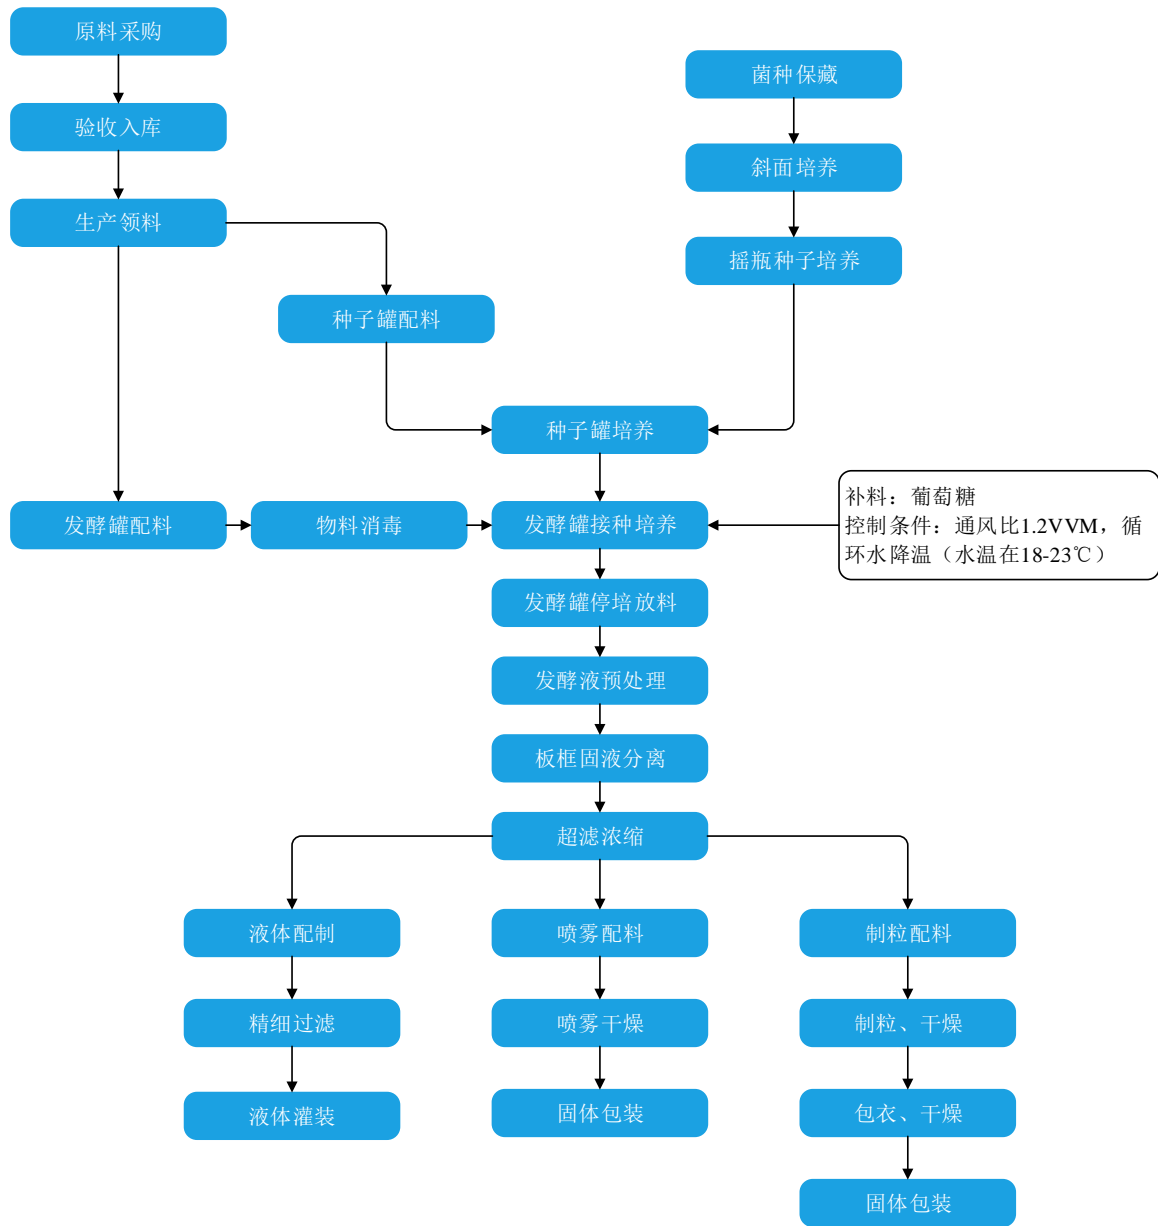 原料采购
菌种保藏
验收入库
斜面培养
生产领料
摇瓶种子培养
种子罐配料
种子罐培养
补料：葡萄糖
控制条件：通风比1.2VVM，循
环水降温（水温在18-23℃）
发酵罐配料
物料消毒
发酵罐接种培养
发酵罐停培放料
发酵液预处理
板框固液分离
超滤浓缩
液体配制
喷雾配料
制粒配料
精细过滤
喷雾干燥
制粒、干燥
液体灌装
固体包装
包衣、干燥
固体包装